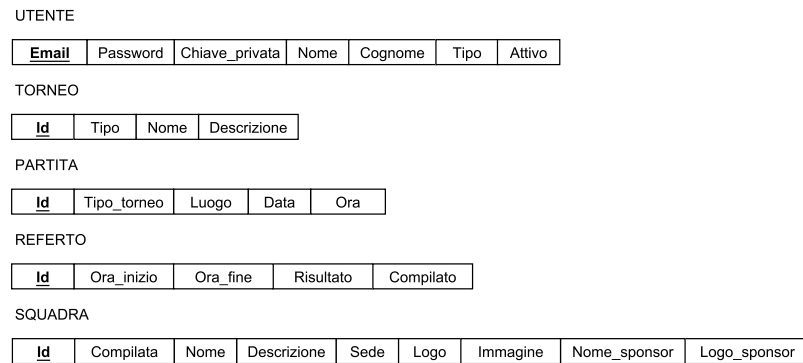 UTENTE
Email Password Chiave_privata Nome Cognome Tipo Attivo
TORNEO
Id Tipo Nome Descrizione
PARTITA
Id Tipo_torneo Luogo Data Ora
REFERTO
Id Ora_inizio Ora_fine Risultato Compilato
SQUADRA
Id Compilata Nome Descrizione Sede Logo Immagine Nome_sponsor Logo_sponsor